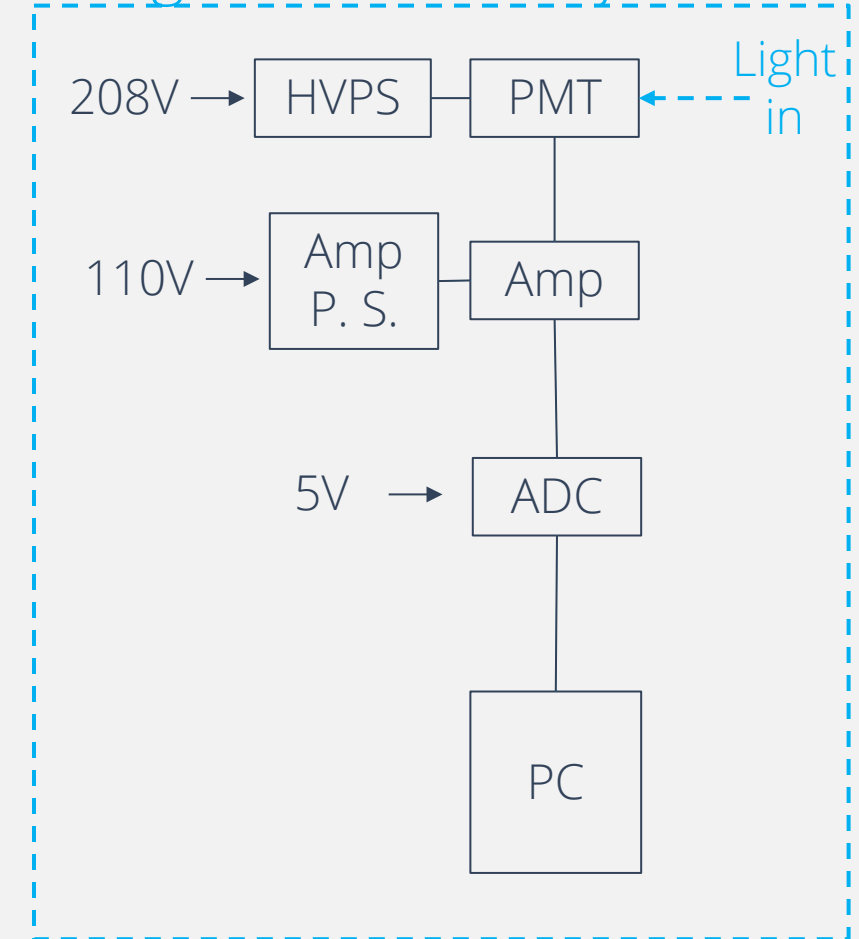 Light
in
208V
HVPS
PMT
110V
Amp
P. S.
Amp
5V
ADC
PC